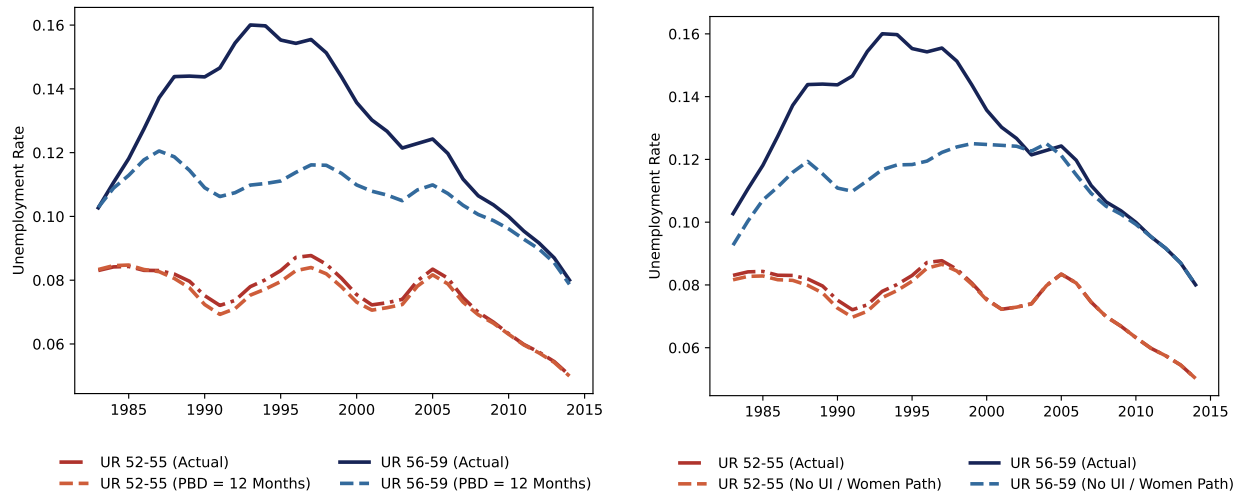 0.16
0.14
0.12
0.10
0.08
0.06
Unemployment Rate
1985 1990 1995 2000 2005 2010 2015
UR 52-55 (Actual) UR 56-59 (Actual)
UR 52-55 (PBD = 12 Months) UR 56-59 (PBD = 12 Months)
0.16
0.14
0.12
0.10
0.08
0.06
Unemployment Rate
1985 1990 1995 2000 2005 2010 2015
UR 52-55 (Actual) UR 56-59 (Actual)
UR 52-55 (No UI / Women Path) UR 56-59 (No UI / Women Path)